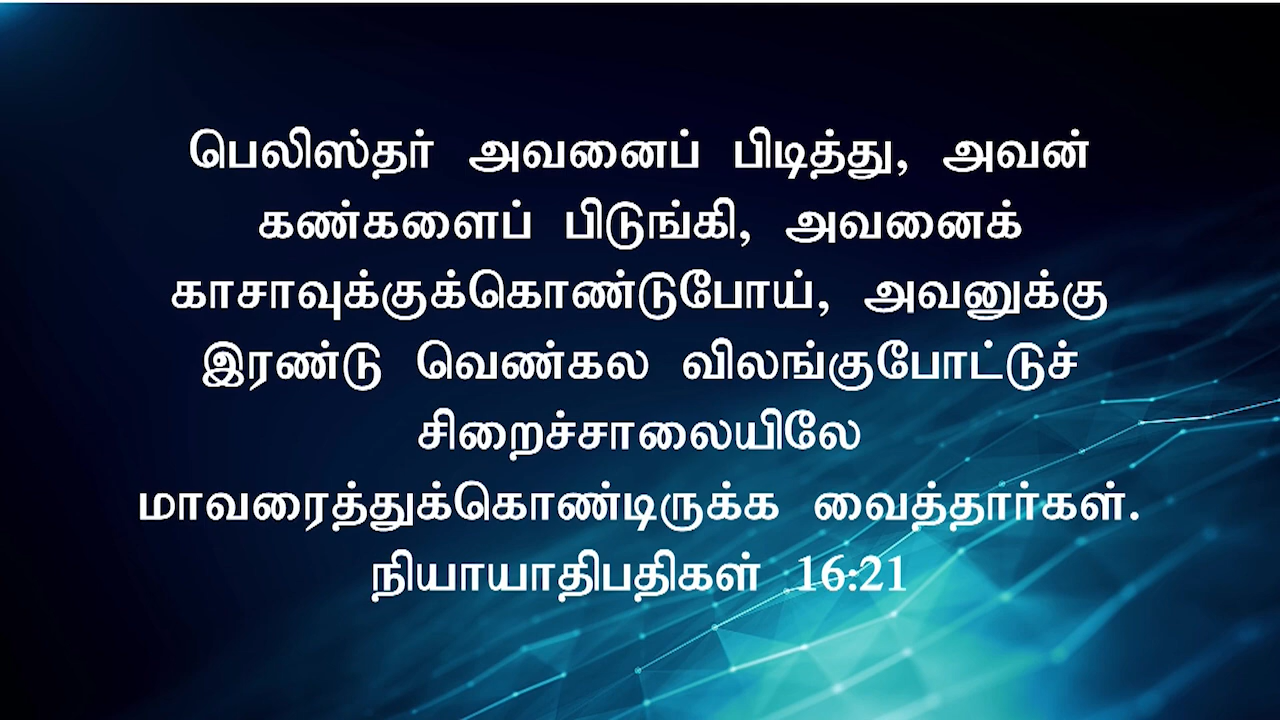 பெலிஸ்தர் அவனைப் பிடித்து, அவன்
கண்களைப் பிடுங்கி, அவனைக்
காசாவுக்குக்கொண்டுபோய், அவனுக்கு
இரண்டு வெண்கல விலங்குபோட்டுச்
சிறைச்சாலையிலே
மாவரைத்துக்கொண்டிருக்க வைத்தார்கள்.
நியாயாதிபதிகள் 16:21